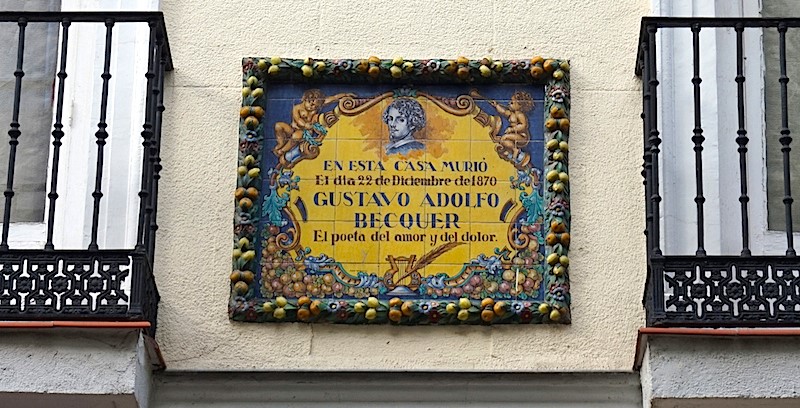 EN ESTA CASA MURIÓ
El dia 22 de Diciembre de 1870
GUSTAVO ADOLFO
BECQUER
El poeta del amor y del dolor.